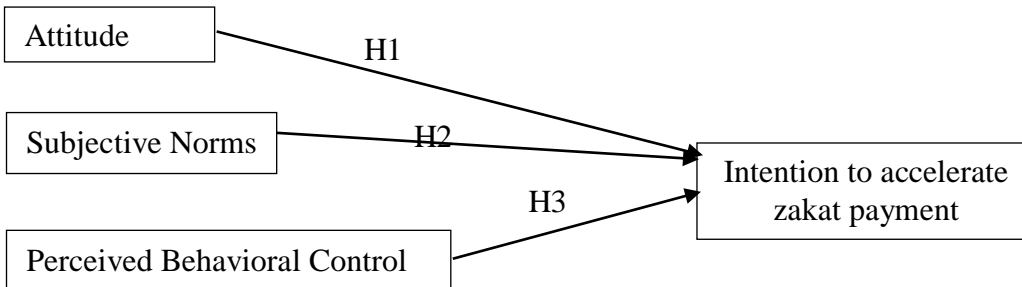 Attitude
H1
Subjective Norms
H2
Intention to accelerate
zakat payment
H3
Perceived Behavioral Control